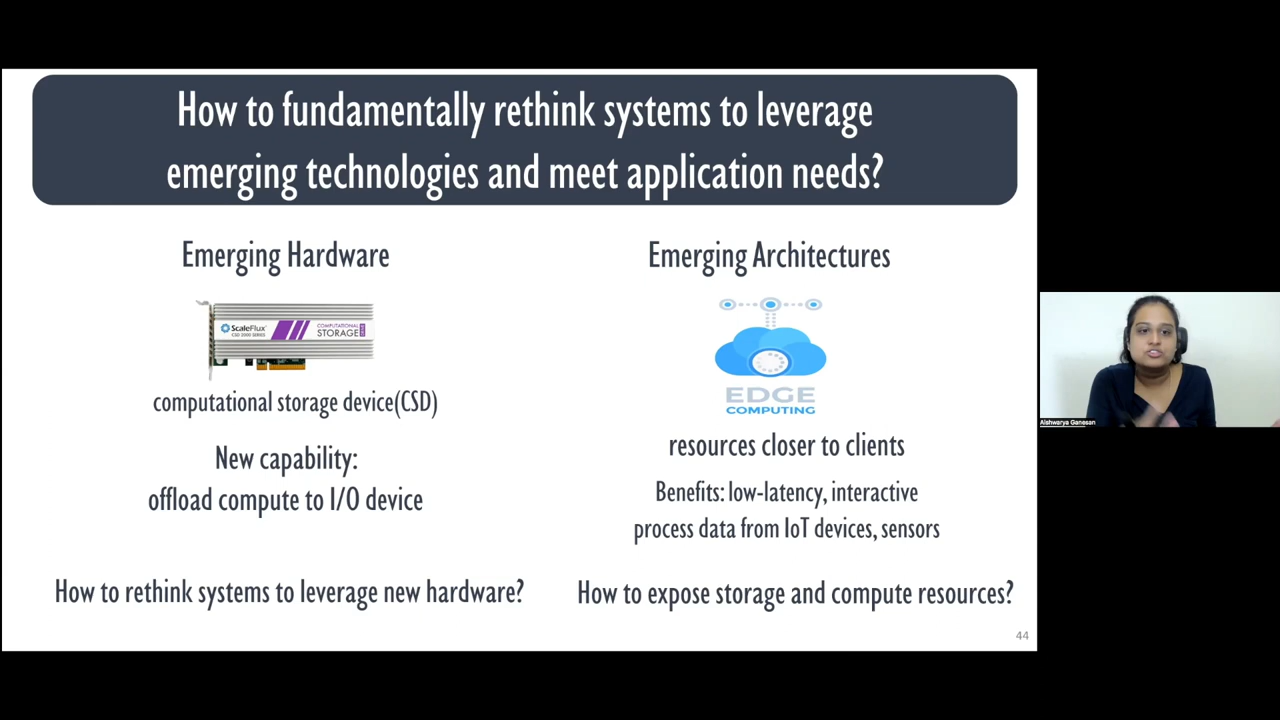 How to fundamentally rethink systems to leverage
emerging technologies and meet application needs?
Emerging Hardware
ScaleFlux
CSD 2000 SERIES
COMPUTATIONAL
STORAGE
computational storage device(CSD)
New capability:
offload compute to I/O device
How to rethink systems to leverage new hardware?
Emerging Architectures
EDGE
COMPUTING
resources closer to clients
Benefits: low-latency, interactive
process data from IoT devices, sensors
How to expose storage and compute resources?
44
Aishwarya Ganesan